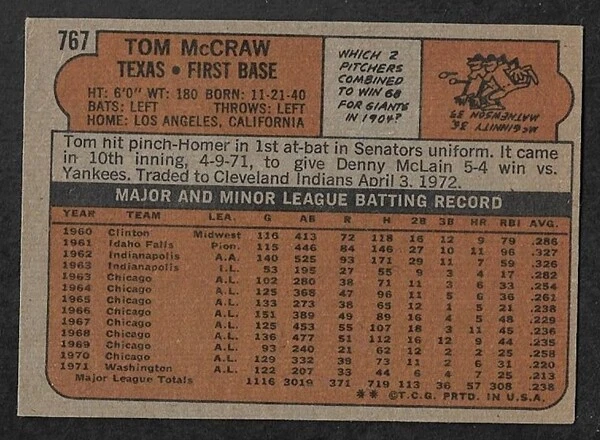 767
TOM McCRAW
TEXAS • FIRST BASE
HT: 6'0" WT: 180 BORN: 11-21-40
BATS: LEFT THROWS: LEFT
HOME: LOS ANGELES, CALIFORNIA
WHICH 2
PITCHERS
COMBINED
TO WIN 68
FOR GIANTS
IN 1904?
McGINNITY 35
MATHEWSON 33
Tom hit pinch-Homer in 1st at-bat in Senators uniform. It came
in 10th inning, 4-9-71, to give Denny McLain 5-4 win vs.
Yankees. Traded to Cleveland Indians April 3, 1972.
MAJOR AND MINOR LEAGUE BATTING RECORD
YEAR TEAM LEA. G AB R H 2B 3B HR RBI AVG.
1960 Clinton Midwest 116 413 72 118 16 12 9 79 .286
1961 Idaho Falls Pion. 115 446 84 146 27 10 11 96 .327
1962 Indianapolis A.A. 140 525 93 171 29 11 7 59 .326
1963 Indianapolis I.L. 53 195 27 55 9 3 4 17 .282
1963 Chicago A.L. 102 280 38 71 11 3 6 33 .254
1964 Chicago A.L. 125 368 47 96 11 5 6 36 .261
1965 Chicago A.L. 133 273 38 65 12 1 5 21 .238
1966 Chicago A.L. 151 389 49 89 16 4 5 48 .229
1967 Chicago A.L. 125 453 55 107 18 3 11 45 .236
1968 Chicago A.L. 136 477 51 112 16 12 9 44 .235
1969 Chicago A.L. 93 240 21 62 12 2 2 25 .258
1970 Chicago A.L. 129 332 39 73 11 2 6 31 .220
1971 Washington A.L. 122 207 33 44 6 4 7 25 .213
Major League Totals 1116 3019 371 719 113 36 57 308 .238
** ©T.C.G. PRTD. IN U.S.A.